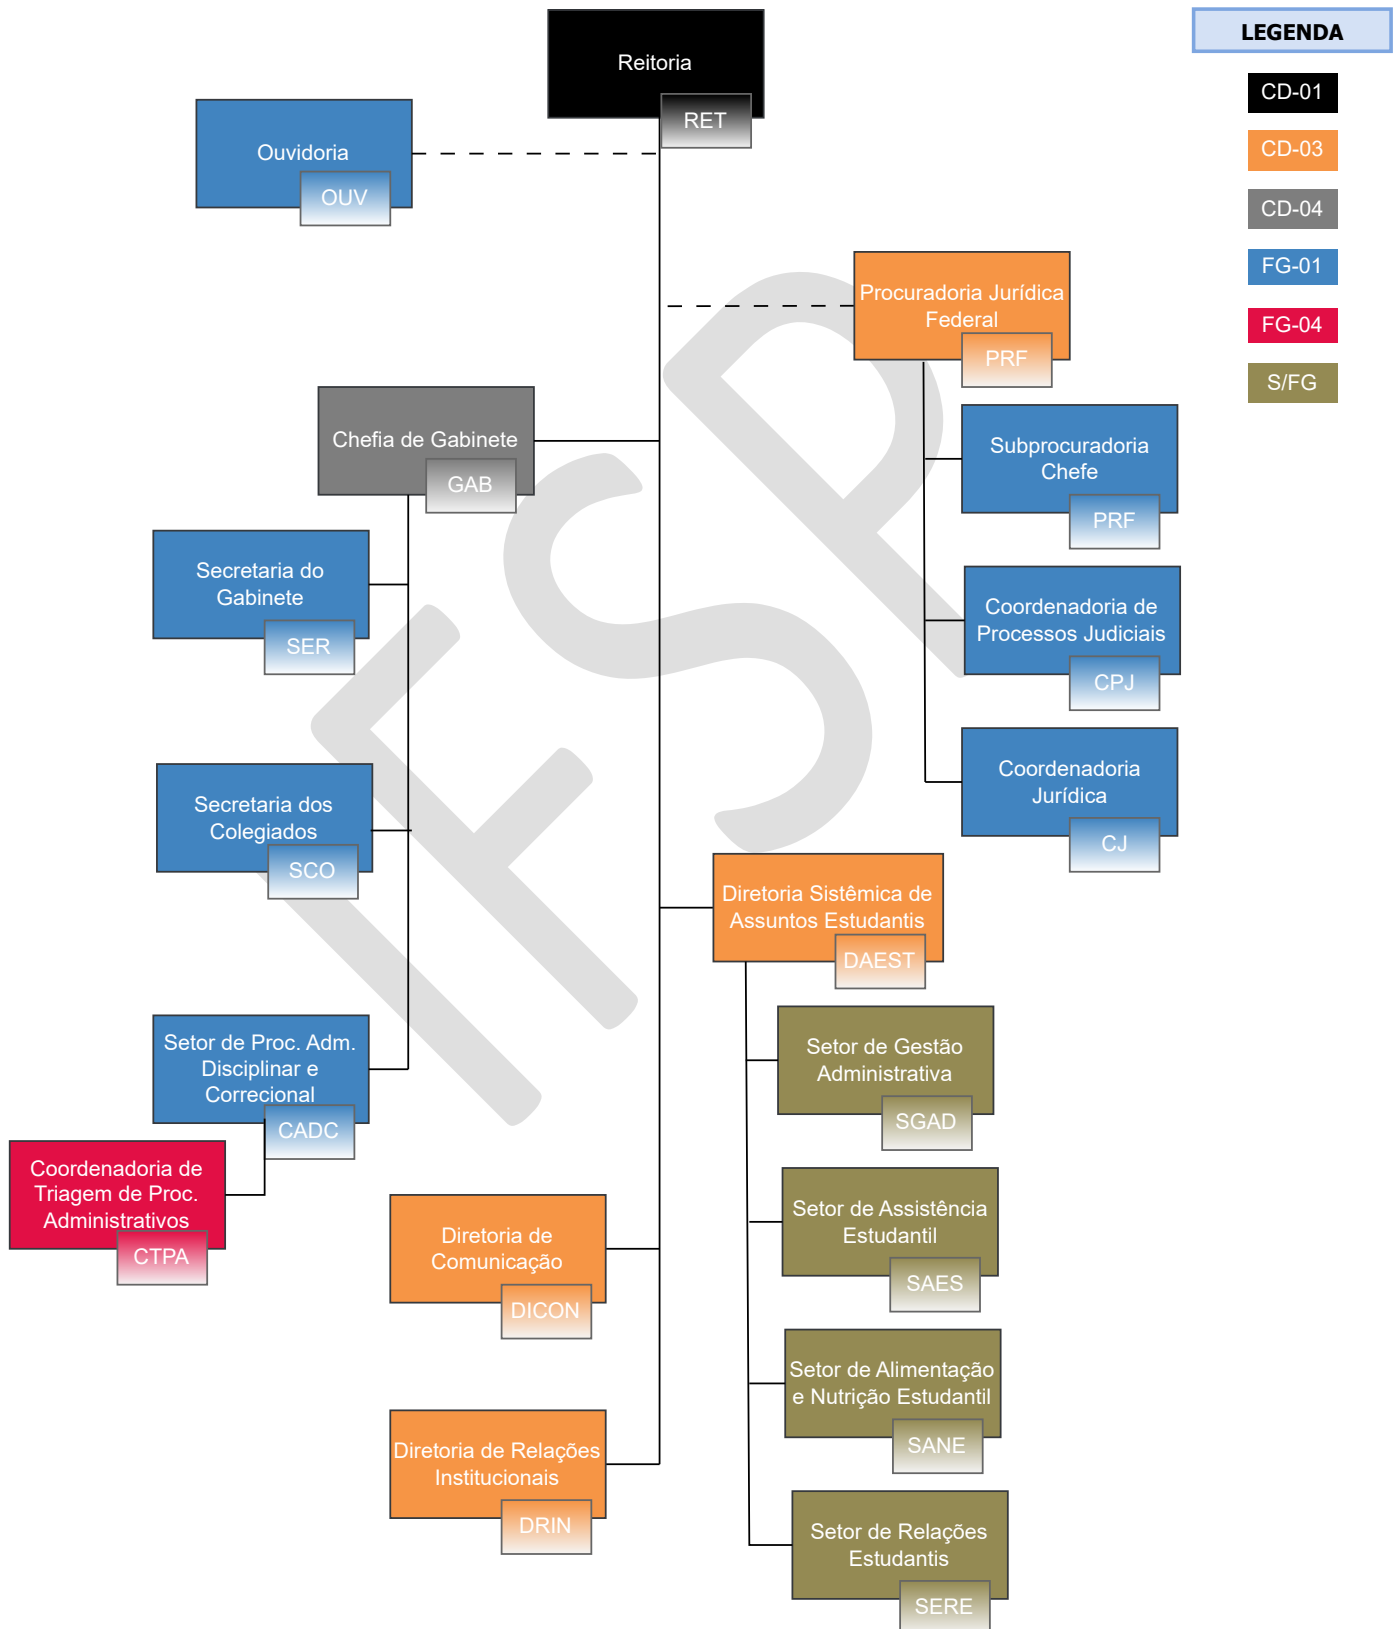 Reitoria
RET
LEGENDA
CD-01
CD-03
CD-04
FG-01
FG-04
S/FG
Ouvidoria
OUV
Procuradoria Jurídica
Federal
PRF
Subprocuradoria
Chefe
PRF
Coordenadoria de
Processos Judiciais
CPJ
Coordenadoria
Jurídica
CJ
Chefia de Gabinete
GAB
Secretaria do
Gabinete
SER
Secretaria dos
Colegiados
SCO
Setor de Proc. Adm.
Disciplinar e
Correcional
CADC
Coordenadoria de
Triagem de Proc.
Administrativos
CTPA
Diretoria Sistêmica de
Assuntos Estudantis
DAEST
Setor de Gestão
Administrativa
SGAD
Setor de Assistência
Estudantil
SAES
Setor de Alimentação
e Nutrição Estudantil
SANE
Setor de Relações
Estudantis
SERE
Diretoria de
Comunicação
DICON
Diretoria de Relações
Institucionais
DRIN
IFSP